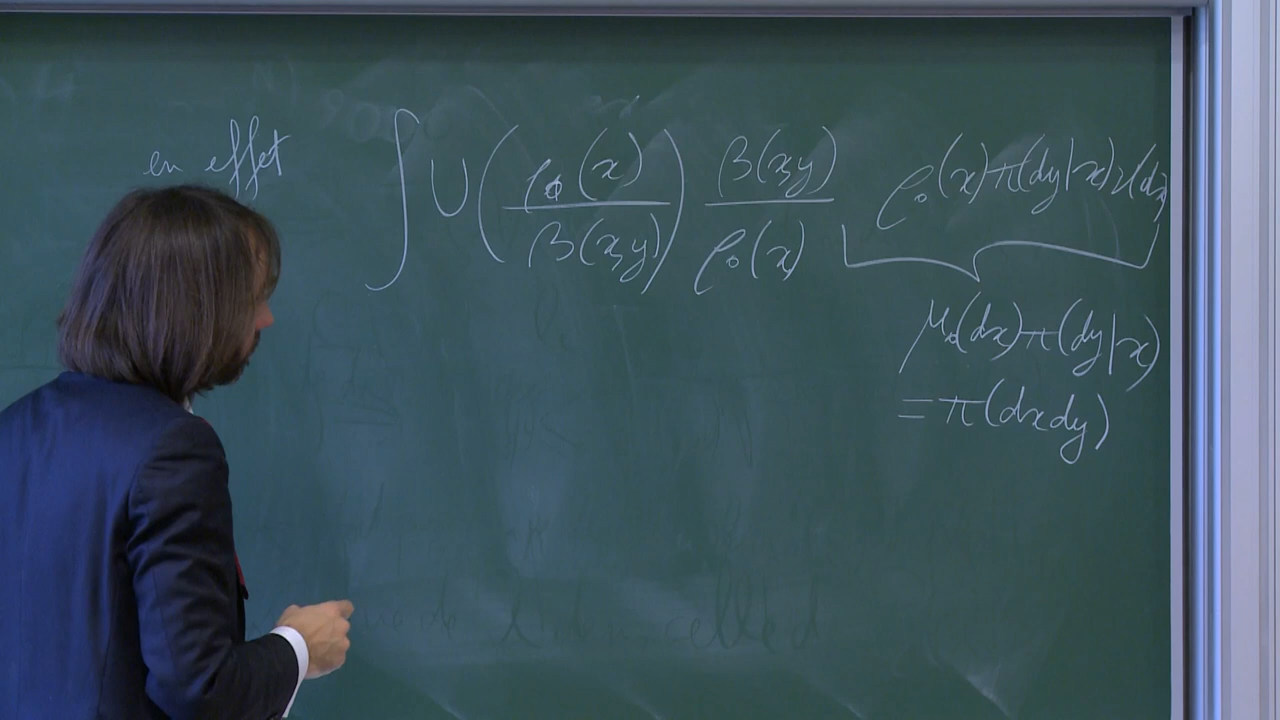 en effet ∫ U(ρ₀(x)/β(x,y)) β(x,y)/ρ₀(x) ρ₀(x)π(dy|x)ν(dx)
μ₀(dx)π(dy|x)
= π(dxdy)